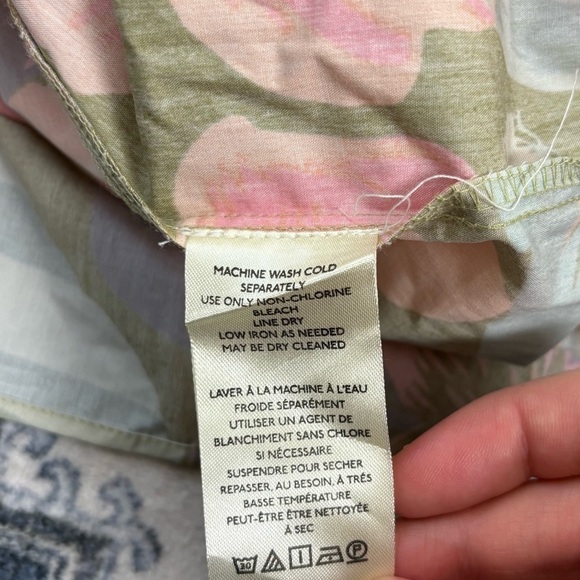 MACHINE WASH COLD
SEPARATELY
USE ONLY NON-CHLORINE
BLEACH
LINE DRY
LOW IRON AS NEEDED
MAY BE DRY CLEANED
LAVER À LA MACHINE À L'EAU
FROIDE SÉPARÉMENT
UTILISER UN AGENT DE
BLANCHIMENT SANS CHLORE
SI NÉCESSAIRE
SUSPENDRE POUR SECHER
REPASSER, AU BESOIN, À TRÉS
BASSE TEMPÉRATURE
PEUT-ÊTRE ÊTRE NETTOYÉE
À SEC
30 P